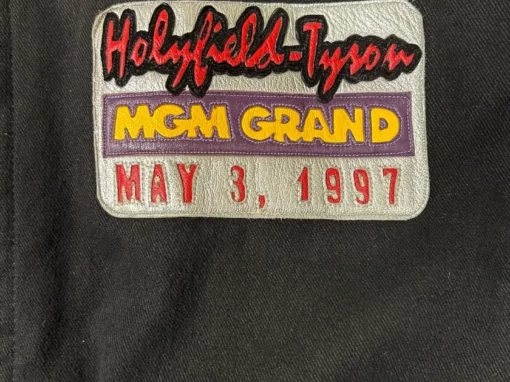 Holyfield-Tyson
MGM GRAND
MAY 3, 1997